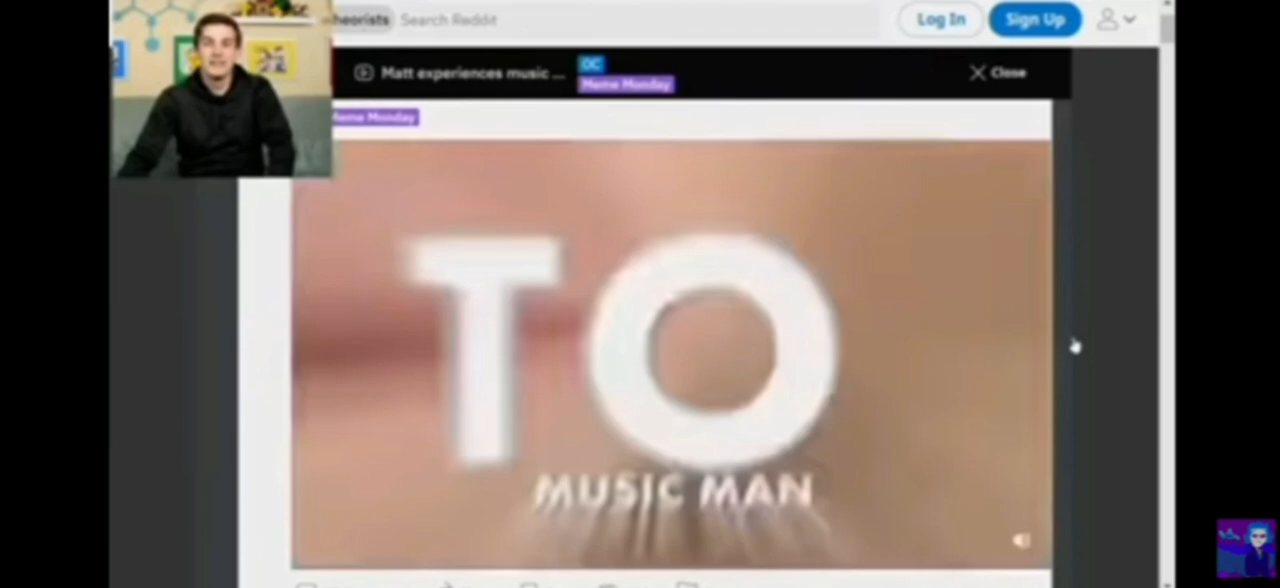 heorists Search Reddit
Log In
Sign Up
Matt experiences music ...
OC
Meme Monday
Close
Meme Monday
TO
MUSIC MAN